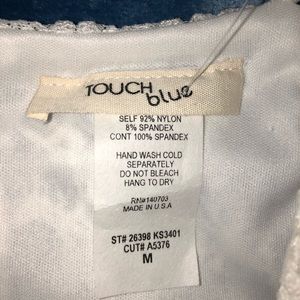 TOUCH
blue
SELF 92% NYLON
8% SPANDEX
CONT 100% SPANDEX
HAND WASH COLD
SEPARATELY
DO NOT BLEACH
HANG TO DRY
RN#140703
MADE IN U.S.A
ST# 26398 KS3401
CUT# A5376
M